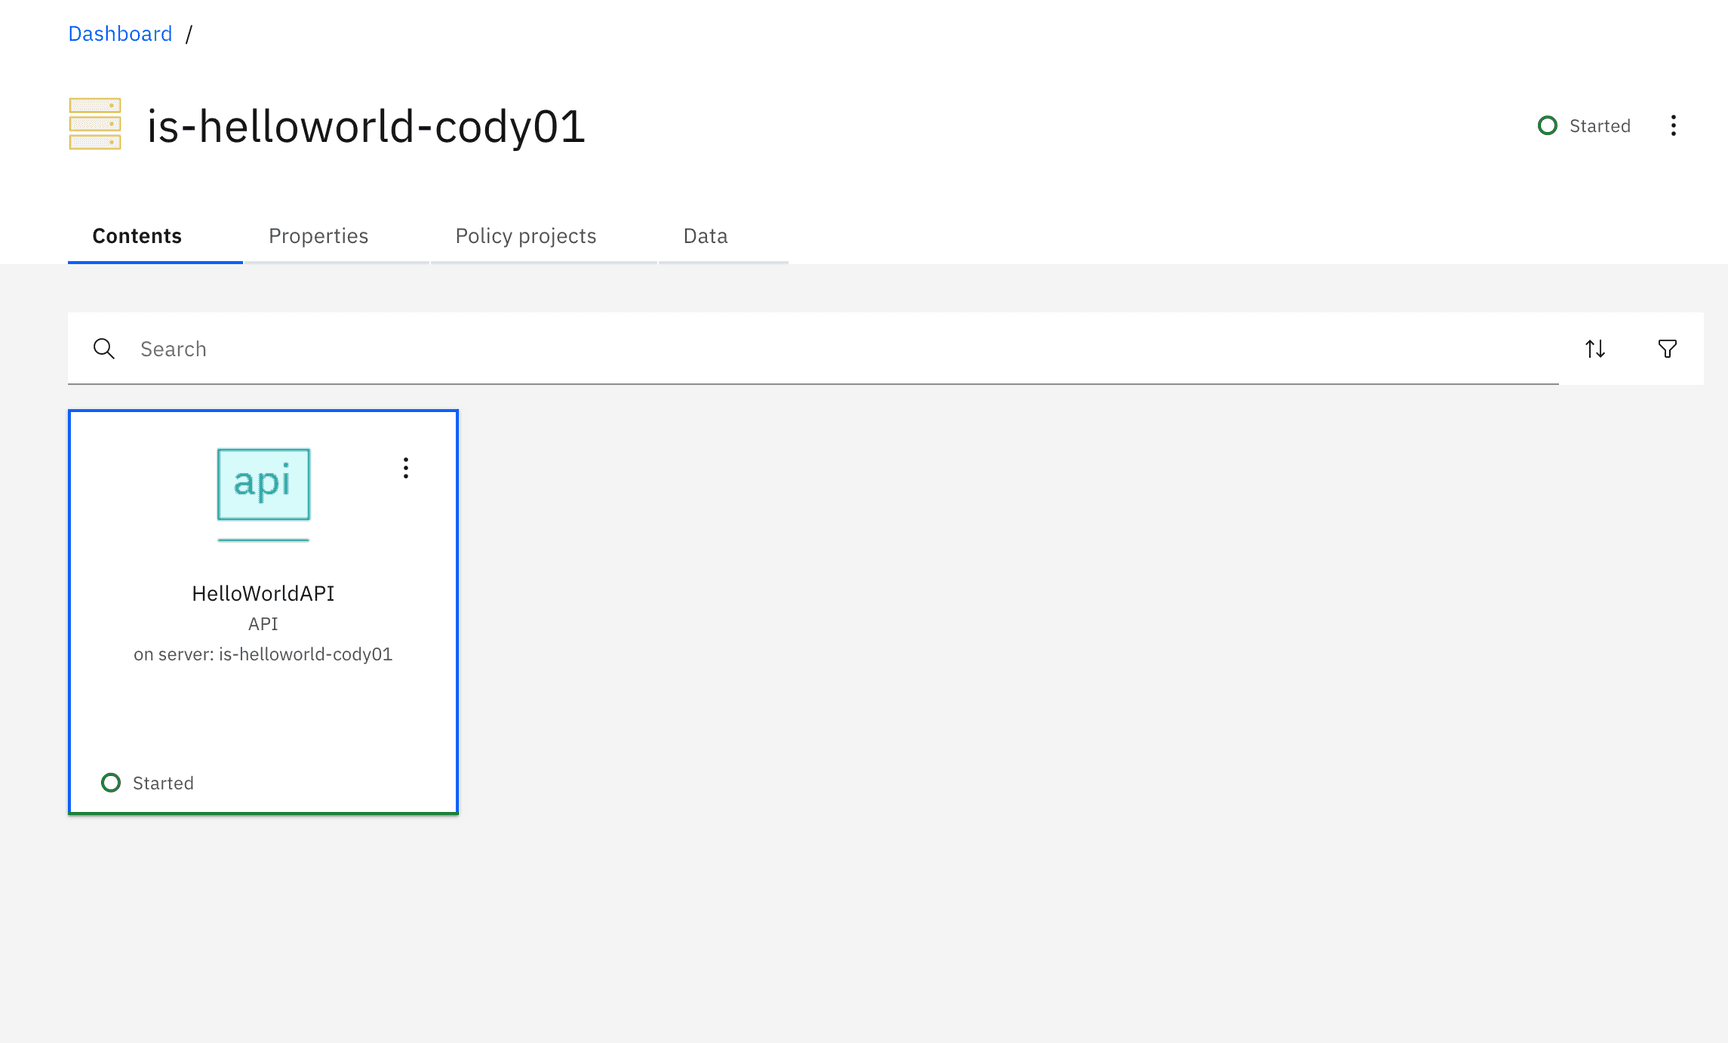 Dashboard /
is-helloworld-cody01
Started
Contents Properties Policy projects Data
Search
api
HelloWorldAPI
API
on server: is-helloworld-cody01
Started